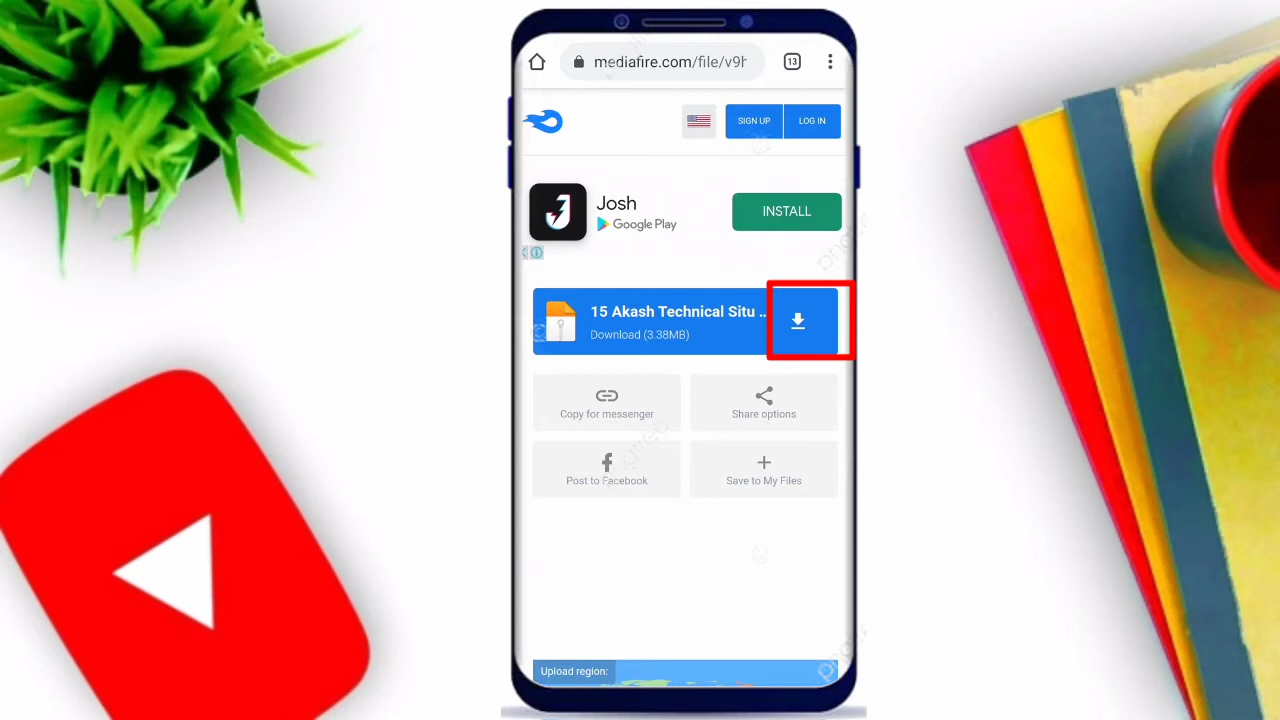 13
mediafire.com/file/v9h
SIGN UP
LOG IN
Josh
Google Play
INSTALL
15 Akash Technical Situ ..
Download (3.38MB)
Copy for messenger
Share options
Post to Facebook
Save to My Files
Upload region: